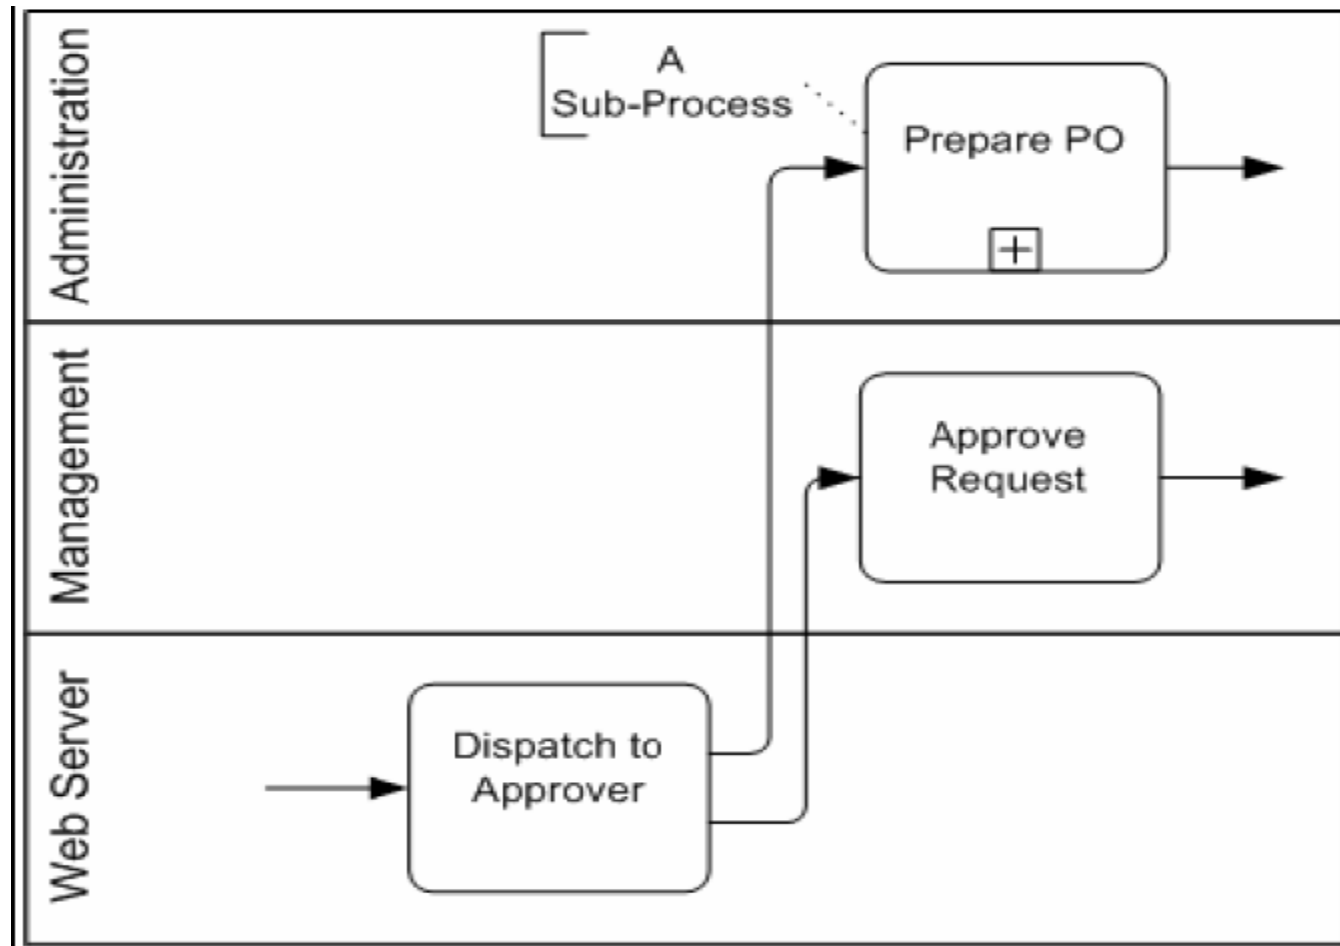 Administration
A
Sub-Process
Prepare PO
Management
Approve
Request
Web Server
Dispatch to
Approver